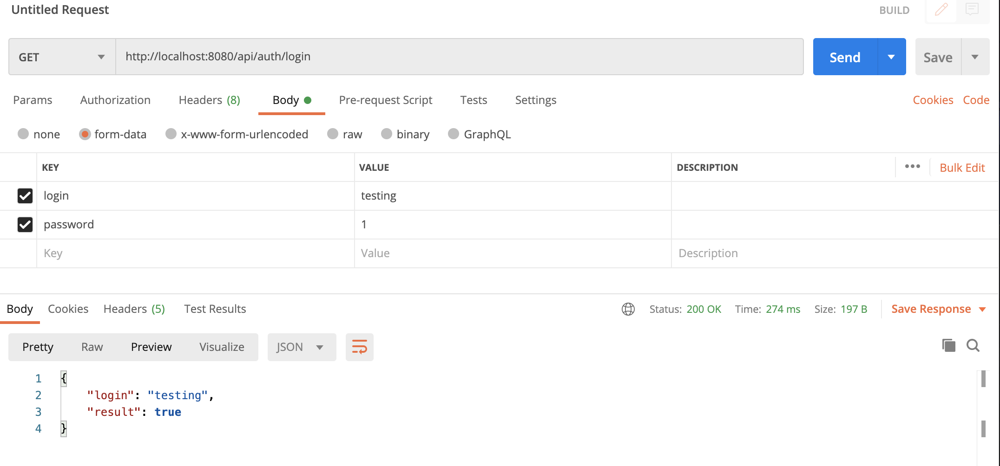 Untitled Request
BUILD
GET http://localhost:8080/api/auth/login Send Save
Params Authorization Headers (8) Body Pre-request Script Tests Settings Cookies Code
none form-data x-www-form-urlencoded raw binary GraphQL
KEY VALUE DESCRIPTION ••• Bulk Edit
login testing
password 1
Key Value Description
Body Cookies Headers (5) Test Results Status: 200 OK Time: 274 ms Size: 197 B Save Response
Pretty Raw Preview Visualize JSON
1 {
2 "login": "testing",
3 "result": true
4 }